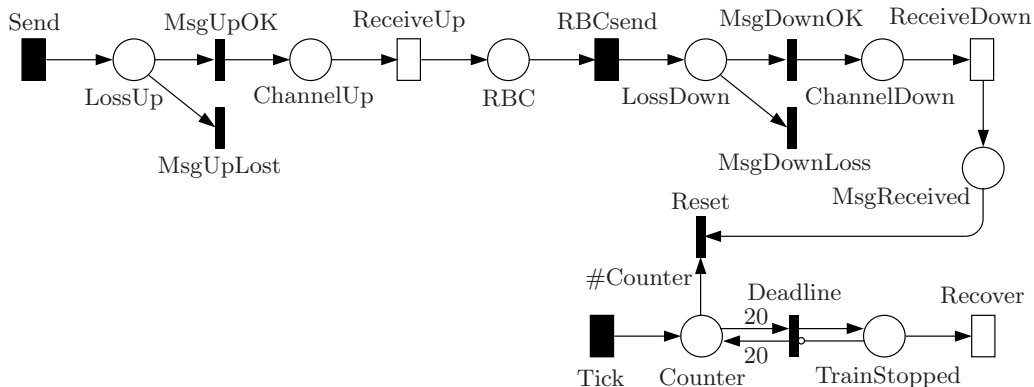 Send
MsgUpOK
ReceiveUp
RBCsend
MsgDownOK
ReceiveDown
LossUp
ChannelUp
RBC
LossDown
ChannelDown
MsgUpLost
MsgDownLoss
MsgReceived
Reset
#Counter
Deadline
Recover
20
20
Tick
Counter
TrainStopped